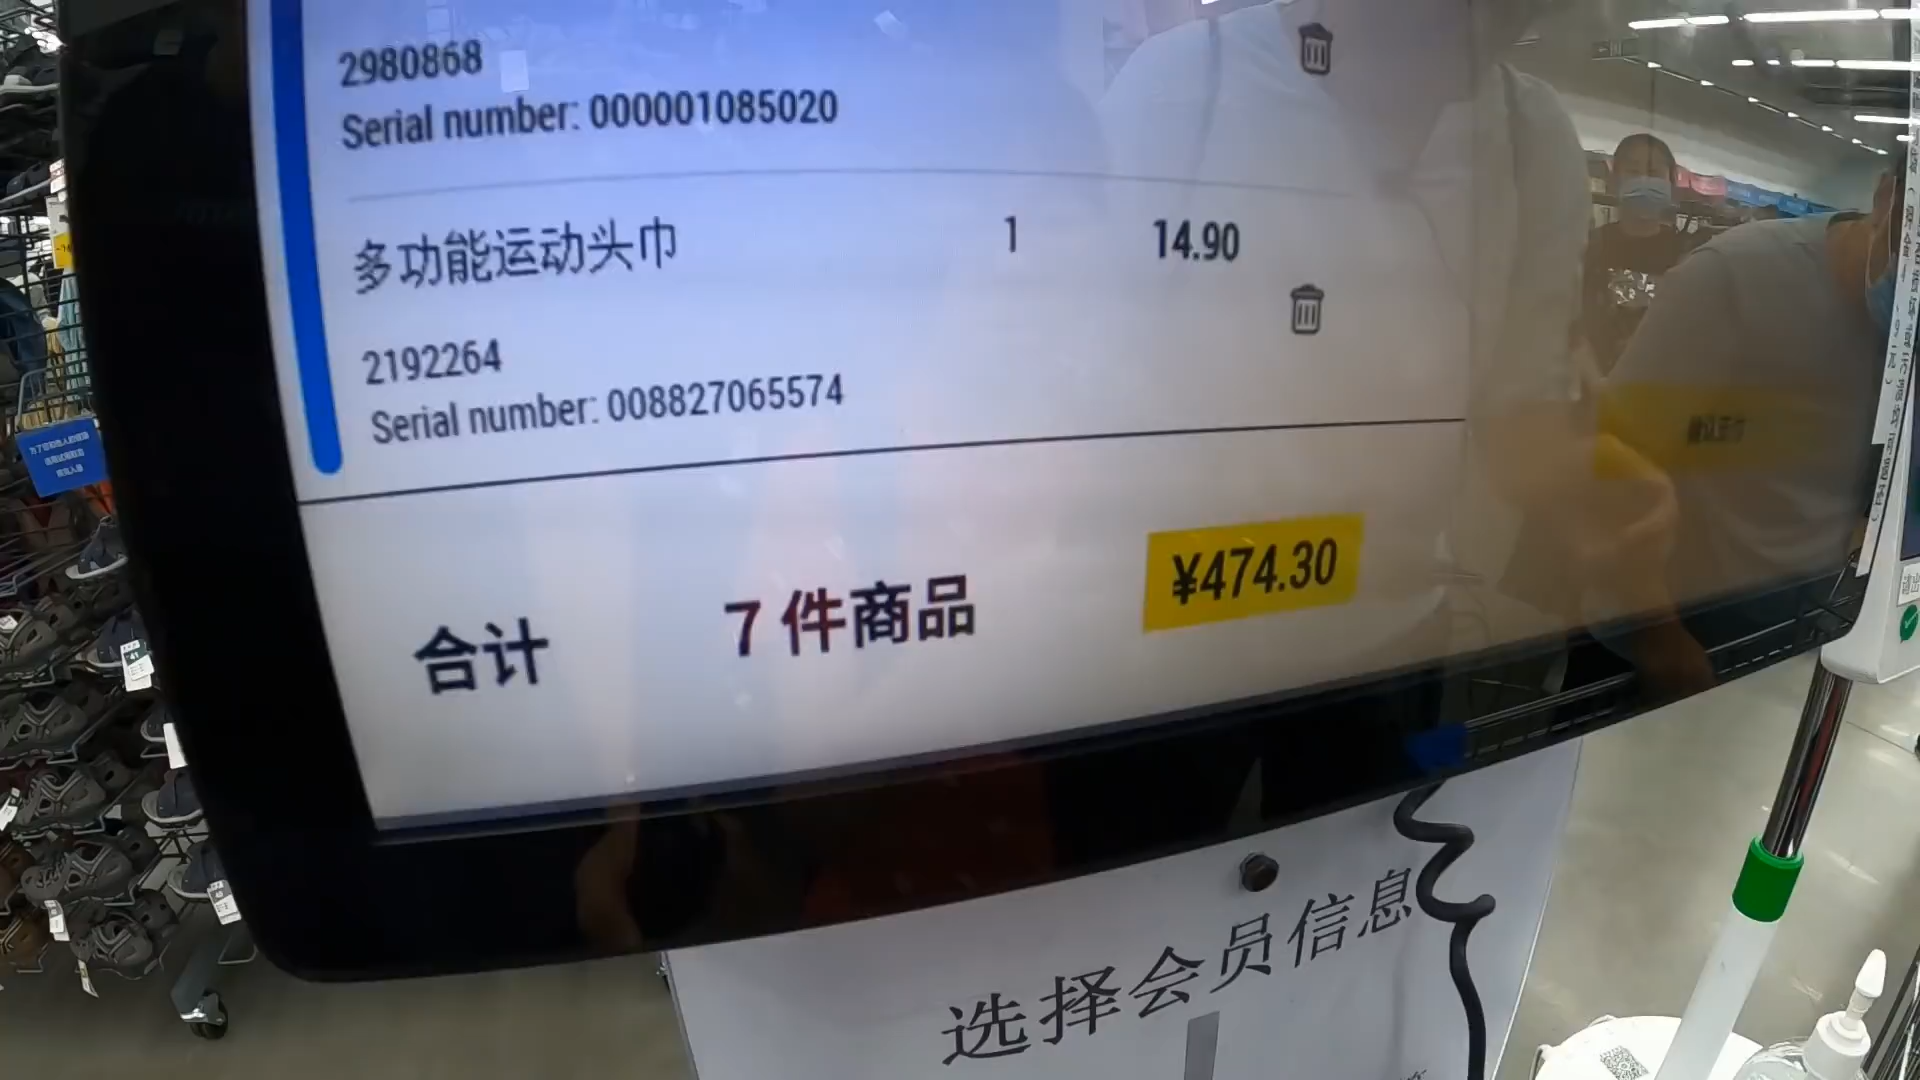 2980868
Serial number: 000001085020
多功能运动头巾 1 14.90
2192264
Serial number: 008827065574
合计 7 件商品 ¥474.30
选择会员信息